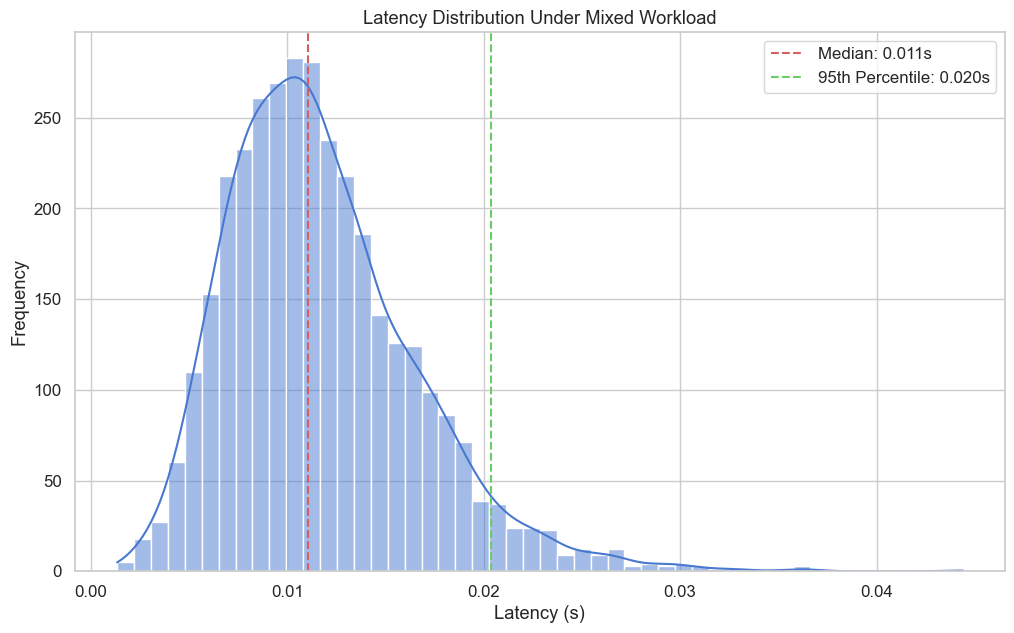 Latency Distribution Under Mixed Workload
Median: 0.011s
95th Percentile: 0.020s
Frequency
250
200
150
100
50
0
0.00 0.01 0.02 0.03 0.04
Latency (s)